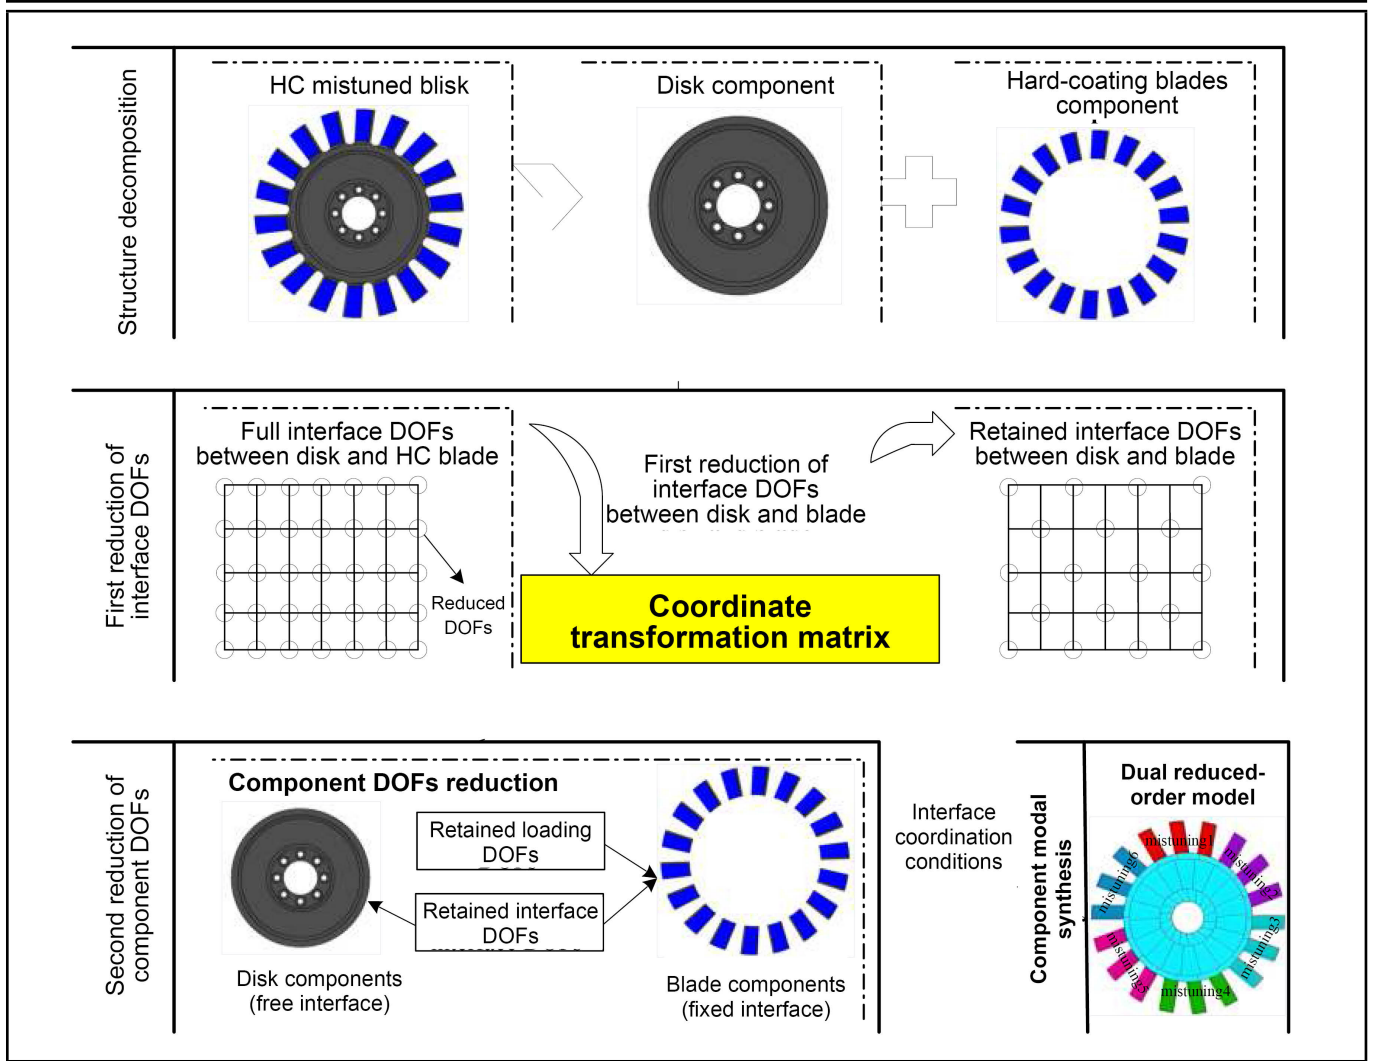 Structure decomposition
HC mistuned blisk
Disk component
Hard-coating blades
component
First reduction of
interface DOFs
Full interface DOFs
between disk and HC blade
Reduced
DOFs
First reduction of
interface DOFs
between disk and blade
Coordinate
transformation matrix
Retained interface DOFs
between disk and blade
Second reduction of
component DOFs
Component DOFs reduction
Retained loading
DOFs
Retained interface
DOFs
Disk components
(free interface)
Blade components
(fixed interface)
Interface
coordination
conditions
Component modal
synthesis
Dual reduced-
order model
mistuning1
mistuning2
mistuning3
mistuning4
mistuning5
mistuning6